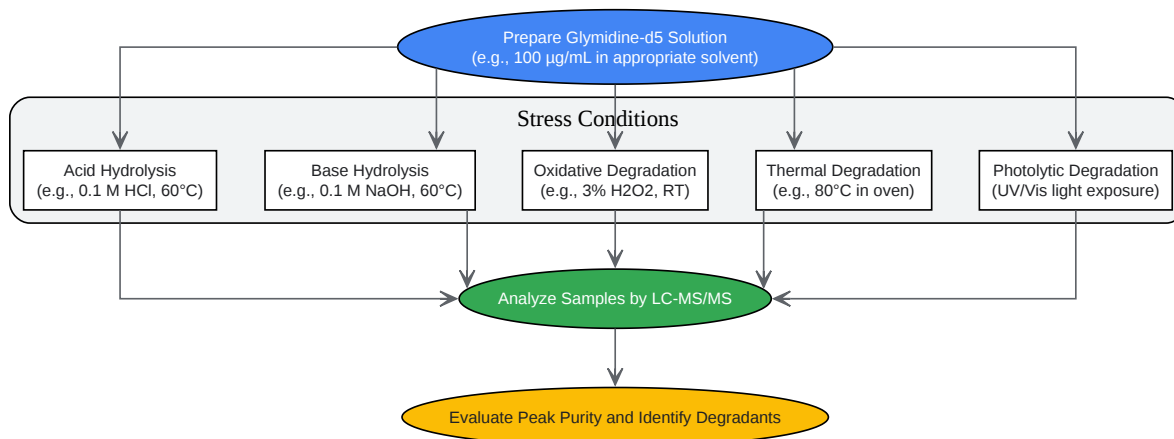 Prepare Glymidine-d5 Solution
(e.g., 100 µg/mL in appropriate solvent)
Stress Conditions
Acid Hydrolysis
(e.g., 0.1 M HCl, 60°C)
Base Hydrolysis
(e.g., 0.1 M NaOH, 60°C)
Oxidative Degradation
(e.g., 3% H2O2, RT)
Thermal Degradation
(e.g., 80°C in oven)
Photolytic Degradation
(UV/Vis light exposure)
Analyze Samples by LC-MS/MS
Evaluate Peak Purity and Identify Degradants